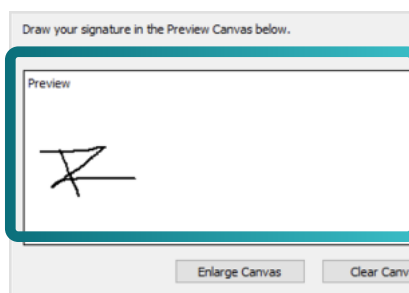 Draw your signature in the Preview Canvas below.
Preview
Enlarge Canvas
Clear Canv